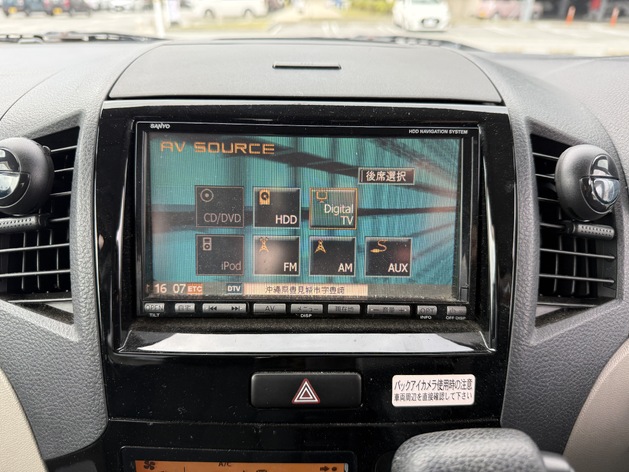 SANYO
HDD NAVIGATION SYSTEM
AV SOURCE
後席選択
CD/DVD
HDD
Digital
TV
iPod
FM
AM
AUX
16 07 ETC DTV 沖縄県豊見城市字豊崎
AV
TILT DISP INFO OFF DISP
バックアイカメラ使用時の注意
車両周辺を直接確認して下さい
A/C